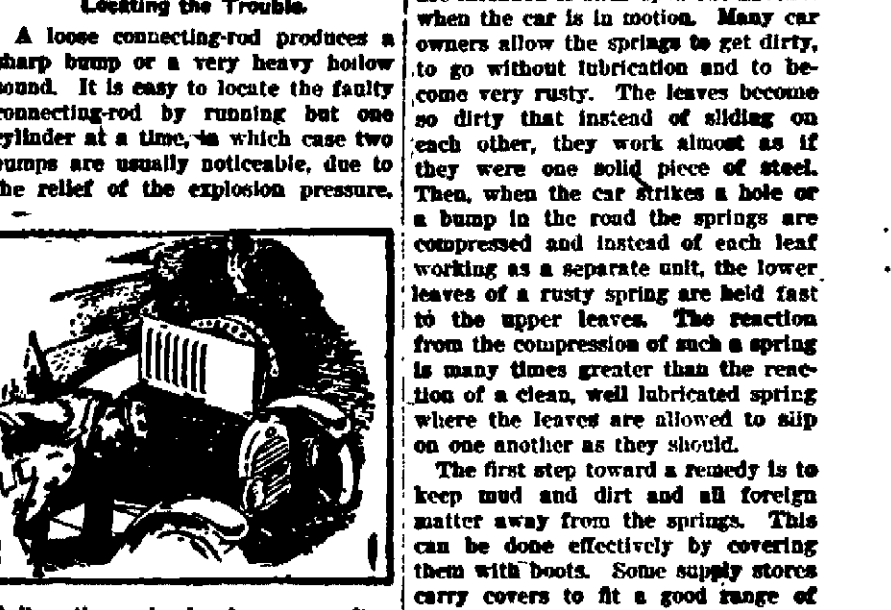 Locating the Trouble.
A loose connecting-rod produces a
sharp bump or a very heavy hollow
sound. It is easy to locate the faulty
connecting-rod by running but one
cylinder at a time, in which case two
bumps are usually noticeable, due to
the relief of the explosion pressure,
when the car is in motion. Many car
owners allow the springs to get dirty,
to go without lubrication and to be-
come very rusty. The leaves become
so dirty that instead of sliding on
each other, they work almost as if
they were one solid piece of steel.
Then, when the car strikes a hole or
a bump in the road the springs are
compressed and instead of each leaf
working as a separate unit, the lower
leaves of a rusty spring are held fast
to the upper leaves. The reaction
from the compression of such a spring
is many times greater than the reac-
tion of a clean, well lubricated spring
where the leaves are allowed to slip
on one another as they should.
The first step toward a remedy is to
keep mud and dirt and all foreign
matter away from the springs. This
can be done effectively by covering
them with boots. Some supply stores
carry covers to fit a good range of